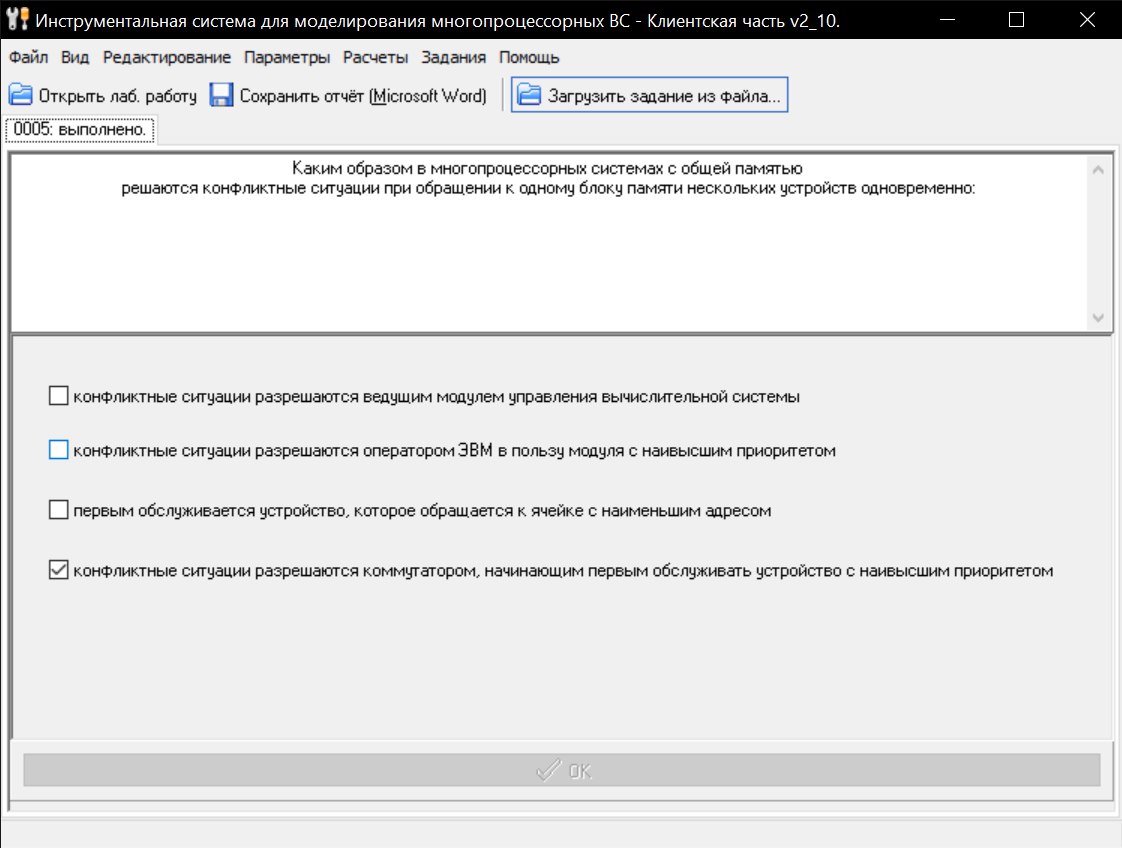 Инструментальная система для моделирования многопроцессорных ВС - Клиентская часть v2_10.
Файл Вид Редактирование Параметры Расчеты Задания Помощь
Открыть лаб. работу Сохранить отчёт (Microsoft Word) Загрузить задание из файла...
0005: выполнено.
Каким образом в многопроцессорных системах с общей памятью
решаются конфликтные ситуации при обращении к одному блоку памяти нескольких устройств одновременно:
конфликтные ситуации разрешаются ведущим модулем управления вычислительной системы
конфликтные ситуации разрешаются оператором ЭВМ в пользу модуля с наивысшим приоритетом
первым обслуживается устройство, которое обращается к ячейке с наименьшим адресом
конфликтные ситуации разрешаются коммутатором, начинающим первым обслуживать устройство с наивысшим приоритетом
OK